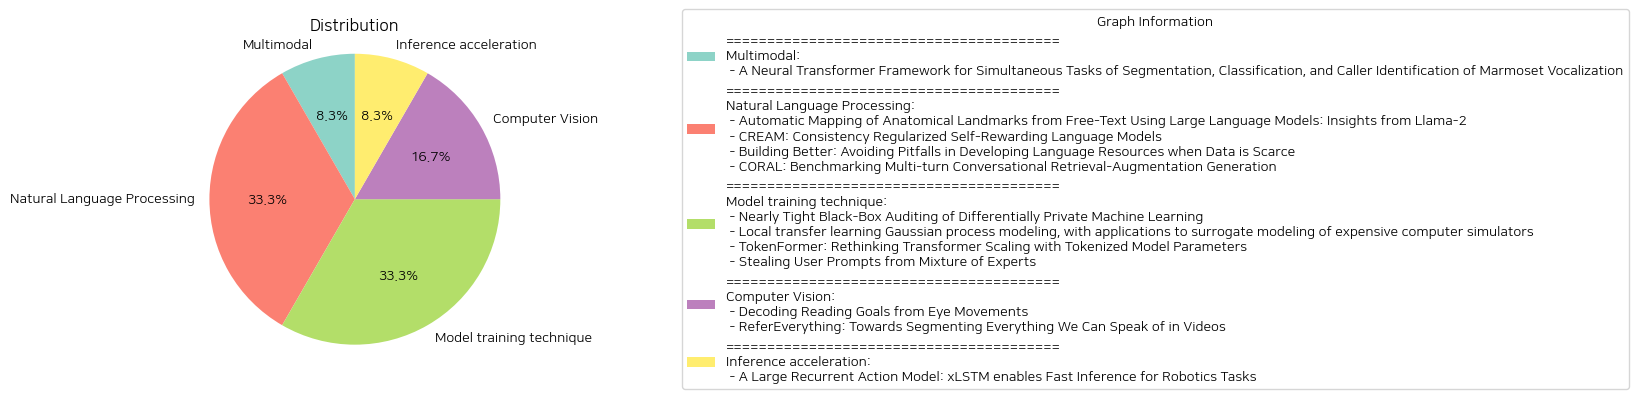 Distribution
Multimodal
Inference acceleration
Computer Vision
Natural Language Processing
Model training technique
8.3%
8.3%
16.7%
33.3%
33.3%
Graph Information
========================================
Multimodal:
- A Neural Transformer Framework for Simultaneous Tasks of Segmentation, Classification, and Caller Identification of Marmoset Vocalization
========================================
Natural Language Processing:
- Automatic Mapping of Anatomical Landmarks from Free-Text Using Large Language Models: Insights from Llama-2
- CREAM: Consistency Regularized Self-Rewarding Language Models
- Building Better: Avoiding Pitfalls in Developing Language Resources when Data is Scarce
- CORAL: Benchmarking Multi-turn Conversational Retrieval-Augmentation Generation
========================================
Model training technique:
- Nearly Tight Black-Box Auditing of Differentially Private Machine Learning
- Local transfer learning Gaussian process modeling, with applications to surrogate modeling of expensive computer simulators
- TokenFormer: Rethinking Transformer Scaling with Tokenized Model Parameters
- Stealing User Prompts from Mixture of Experts
========================================
Computer Vision:
- Decoding Reading Goals from Eye Movements
- ReferEverything: Towards Segmenting Everything We Can Speak of in Videos
========================================
Inference acceleration:
- A Large Recurrent Action Model: xLSTM enables Fast Inference for Robotics Tasks